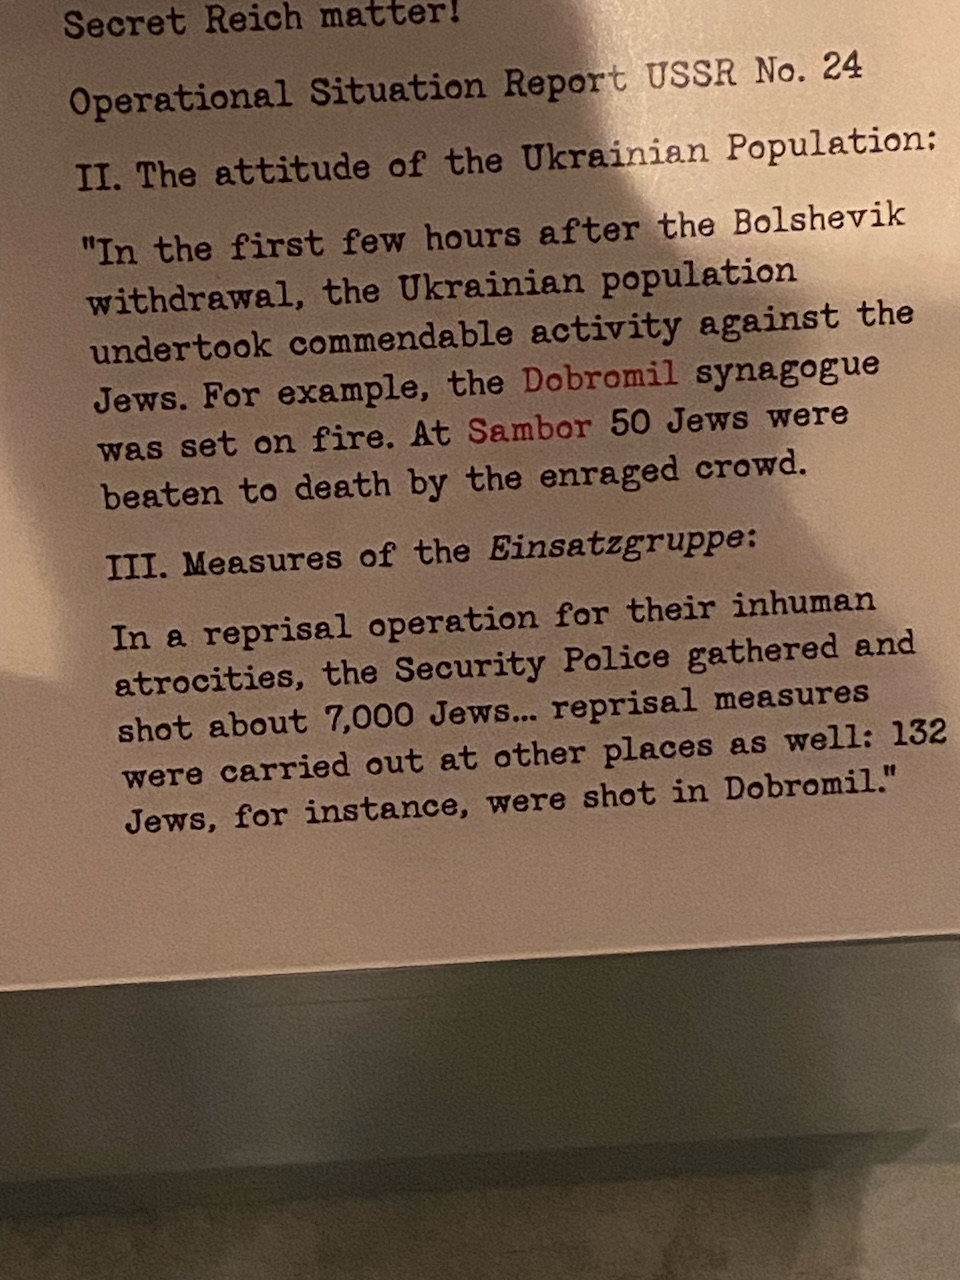 Secret Reich matter!
Operational Situation Report USSR No. 24
II. The attitude of the Ukrainian Population:
"In the first few hours after the Bolshevik
withdrawal, the Ukrainian population
undertook commendable activity against the
Jews. For example, the Dobromil synagogue
was set on fire. At Sambor 50 Jews were
beaten to death by the enraged crowd.
III. Measures of the Einsatzgruppe:
In a reprisal operation for their inhuman
atrocities, the Security Police gathered and
shot about 7,000 Jews... reprisal measures
were carried out at other places as well: 132
Jews, for instance, were shot in Dobromil."